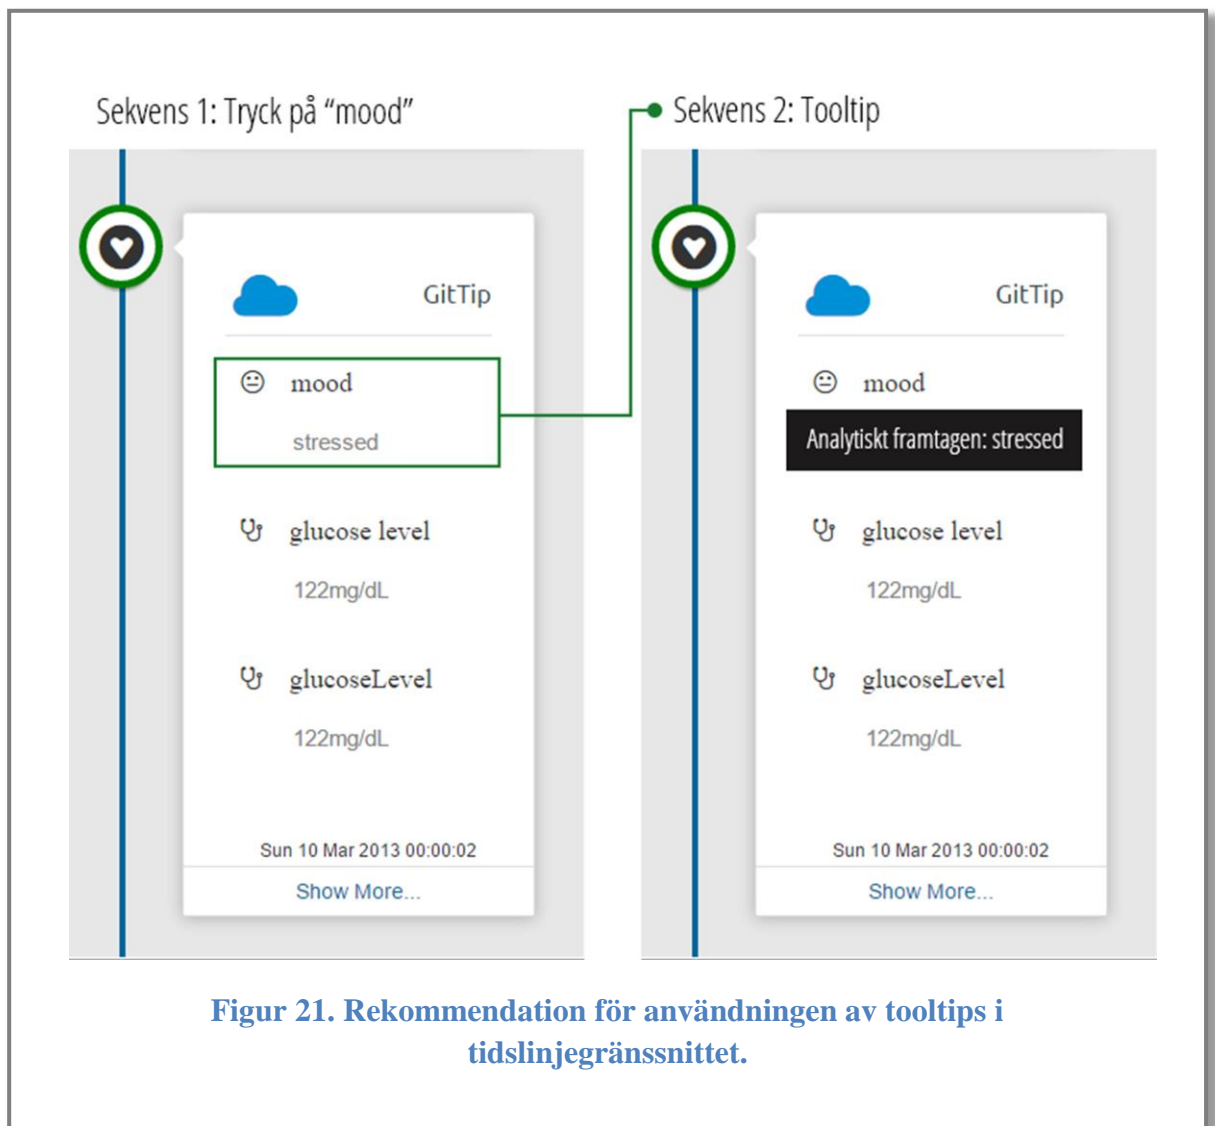 Sekvens 1: Tryck på “mood”
GitTip
mood
stressed
glucose level
122mg/dL
glucoseLevel
122mg/dL
Sun 10 Mar 2013 00:00:02
Show More...
Sekvens 2: Tooltip
GitTip
mood
Analytiskt framtagen: stressed
glucose level
122mg/dL
glucoseLevel
122mg/dL
Sun 10 Mar 2013 00:00:02
Show More...
Figur 21. Rekommendation för användningen av tooltips i
tidslinjegränssnittet.